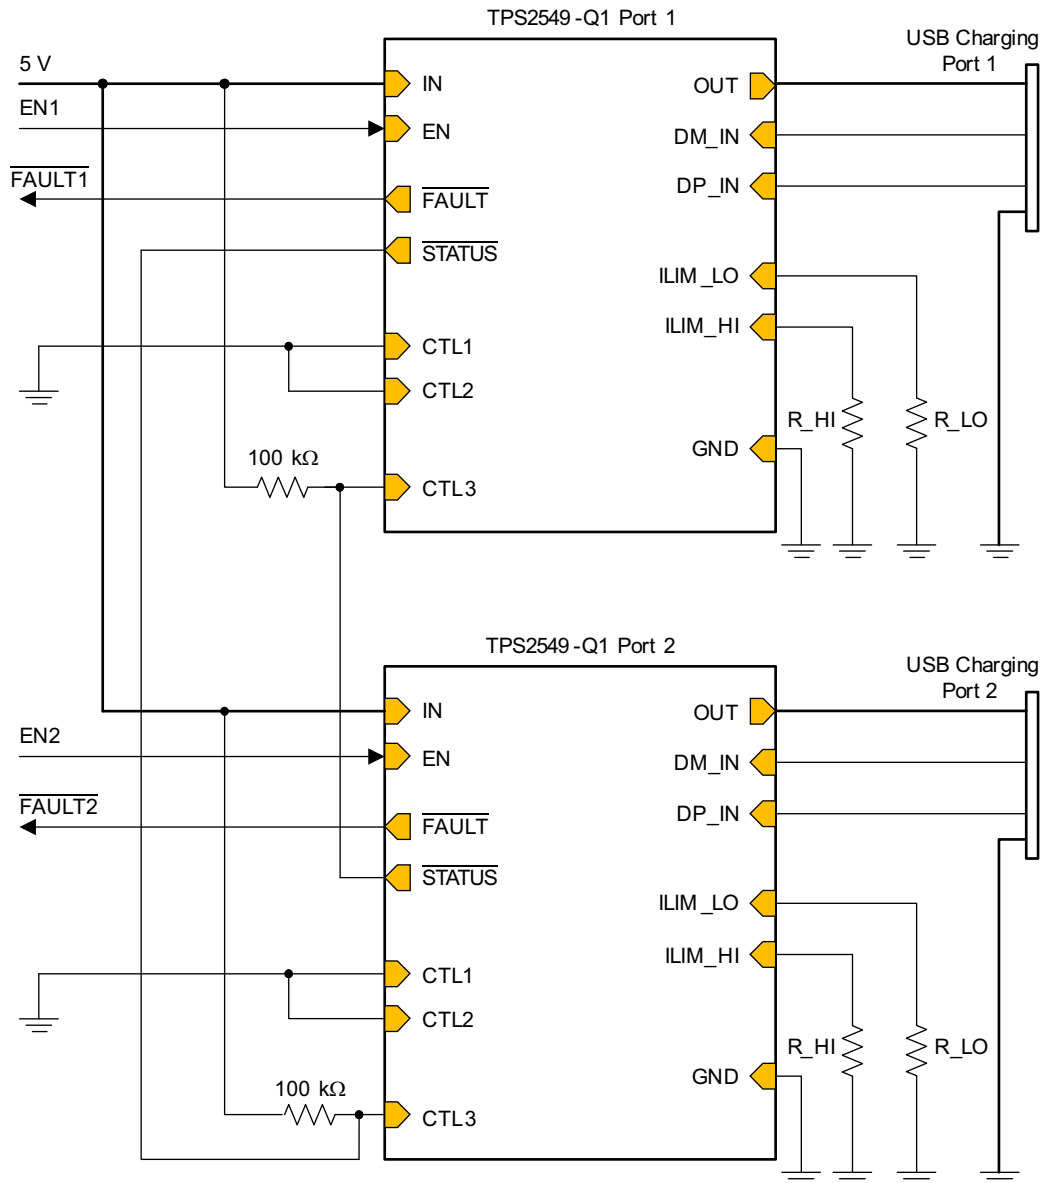 TPS2549-Q1 Port 1
USB Charging
Port 1
5 V
IN
OUT
EN1
EN
DM_IN
FAULT1
FAULT
DP_IN
STATUS
ILIM_LO
ILIM_HI
CTL1
CTL2
R_HI
R_LO
GND
100 kΩ
CTL3
TPS2549-Q1 Port 2
USB Charging
Port 2
IN
OUT
EN2
EN
DM_IN
FAULT2
FAULT
DP_IN
STATUS
ILIM_LO
ILIM_HI
CTL1
CTL2
R_HI
R_LO
GND
100 kΩ
CTL3